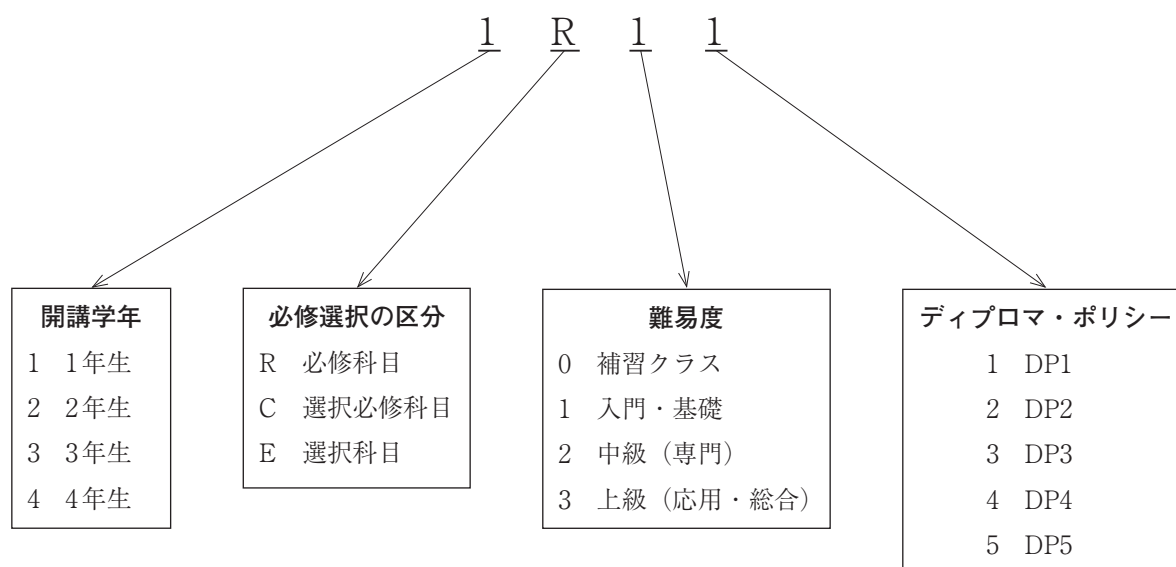 1 R 1 1
開講学年
1 1年生
2 2年生
3 3年生
4 4年生
必修選択の区分
R 必修科目
C 選択必修科目
E 選択科目
難易度
0 補習クラス
1 入門・基礎
2 中級（専門）
3 上級（応用・総合）
ディプロマ・ポリシー
1 DP1
2 DP2
3 DP3
4 DP4
5 DP5